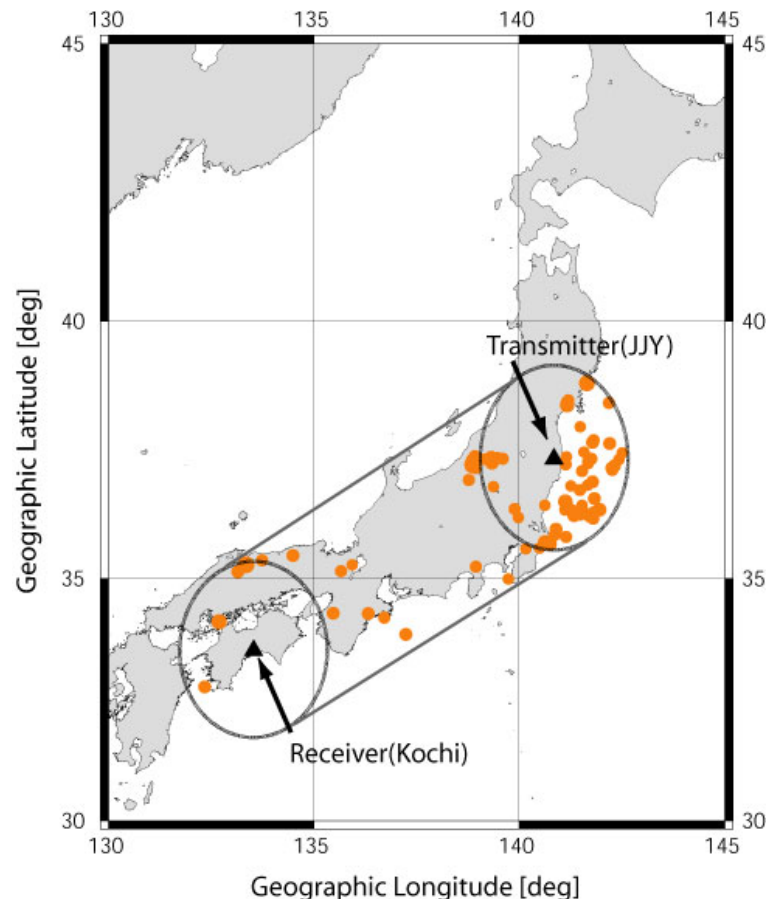 130 135 140 145
45 45
Transmitter(JJY)
40 40
Geographic Latitude [deg]
35 35
Receiver(Kochi)
30 30
130 135 140 145
Geographic Longitude [deg]